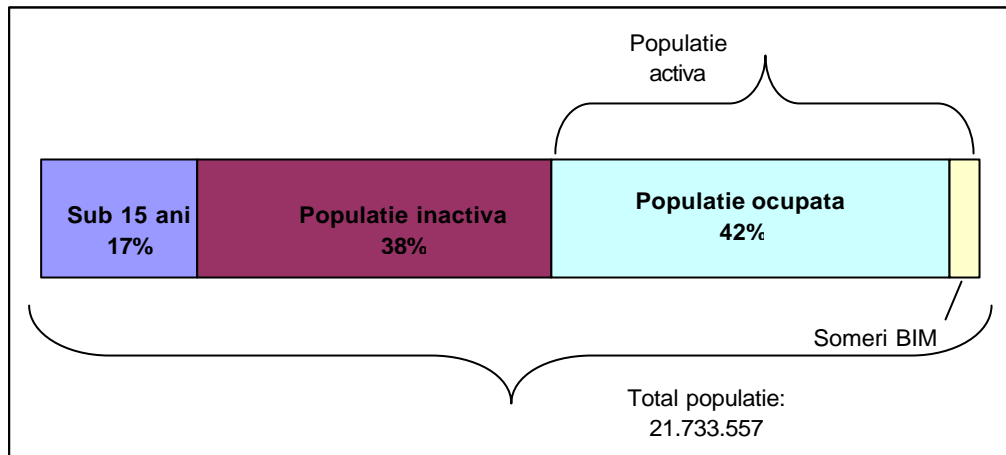 Populatie
activa
Sub 15 ani
17%
Populatie inactiva
38%
Populatie ocupata
42%
Someri BIM
Total populatie:
21.733.557